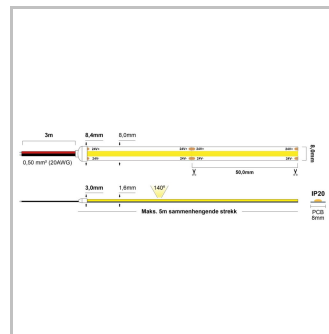 3m
8,4mm
8,0mm
24V+ 24V+ 24V+ 24V+
24V- 24V- 24V- 24V-
8,0mm
0,50 mm² (20AWG)
50,0mm
3,0mm
1,6mm
140°
Maks. 5m sammenhengende strekk
IP20
PCB
8mm